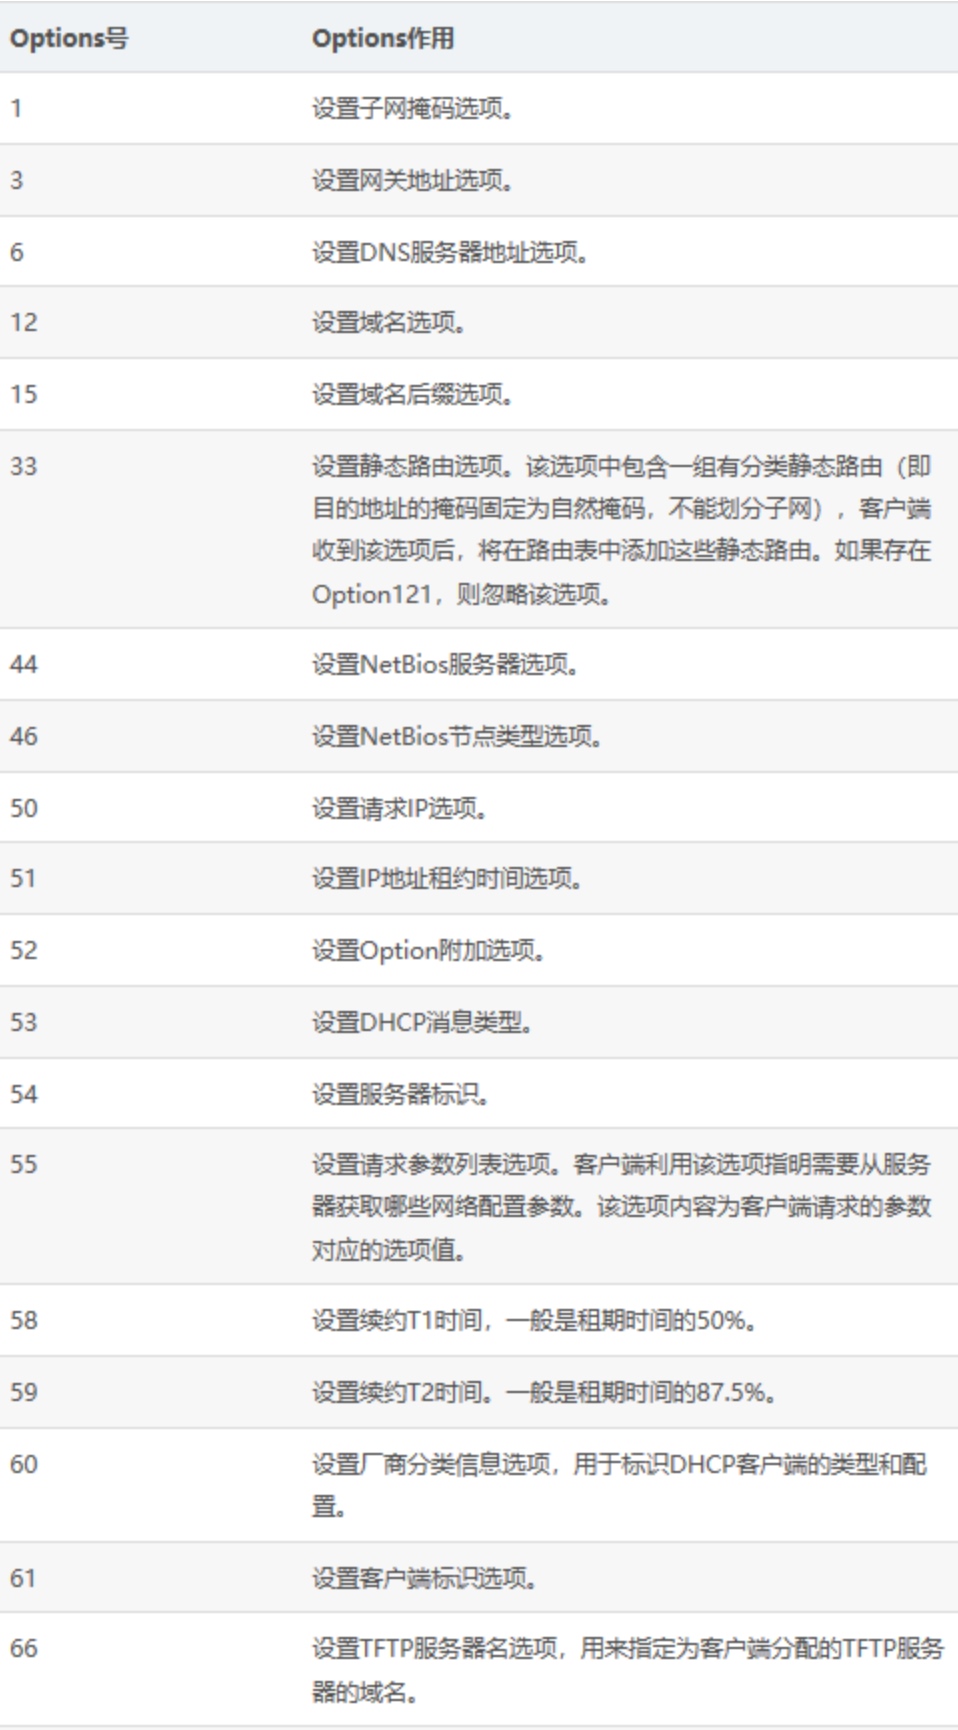 Options号 Options作用
1 设置子网掩码选项。
3 设置网关地址选项。
6 设置DNS服务器地址选项。
12 设置域名选项。
15 设置域名后缀选项。
33 设置静态路由选项。该选项中包含一组有分类静态路由（即
目的地址的掩码固定为自然掩码，不能划分子网），客户端
收到该选项后，将在路由表中添加这些静态路由。如果存在
Option121，则忽略该选项。
44 设置NetBios服务器选项。
46 设置NetBios节点类型选项。
50 设置请求IP选项。
51 设置IP地址租约时间选项。
52 设置Option附加选项。
53 设置DHCP消息类型。
54 设置服务器标识。
55 设置请求参数列表选项。客户端利用该选项指明需要从服务
器获取哪些网络配置参数。该选项内容为客户端请求的参数
对应的选项值。
58 设置续约T1时间，一般是租期时间的50%。
59 设置续约T2时间。一般是租期时间的87.5%。
60 设置厂商分类信息选项，用于标识DHCP客户端的类型和配
置。
61 设置客户端标识选项。
66 设置TFTP服务器名选项，用来指定为客户端分配的TFTP服务
器的域名。